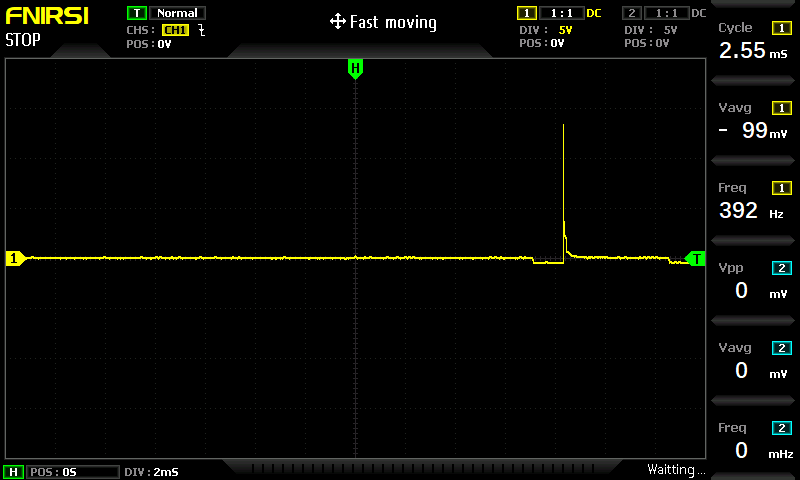 FNIRSI
STOP
T Normal
CHS: CH1
POS: 0V
Fast moving
1 1:1 DC
DIV: 5V
POS: 0V
2 1:1 DC
DIV: 5V
POS: 0V
H
1
T
Cycle 1
2.55 mS
Vavg 1
- 99 mV
Freq 1
392 Hz
Vpp 2
0 mV
Vavg 2
0 mV
Freq 2
0 mHz
H POS: 0S DIV: 2mS
Waitting...